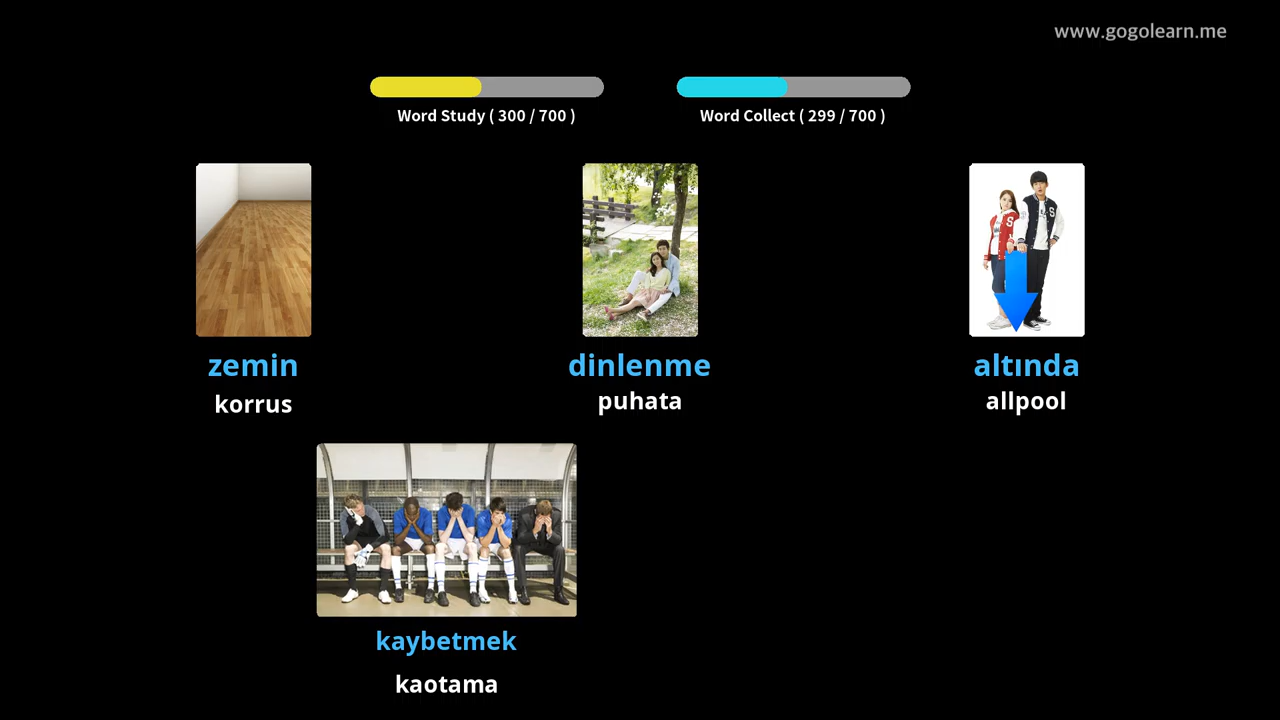 www.gogolearn.me
Word Study ( 300 / 700 )
Word Collect ( 299 / 700 )
S
S
zemin
dinlenme
altında
korrus
puhata
allpool
kaybetmek
kaotama